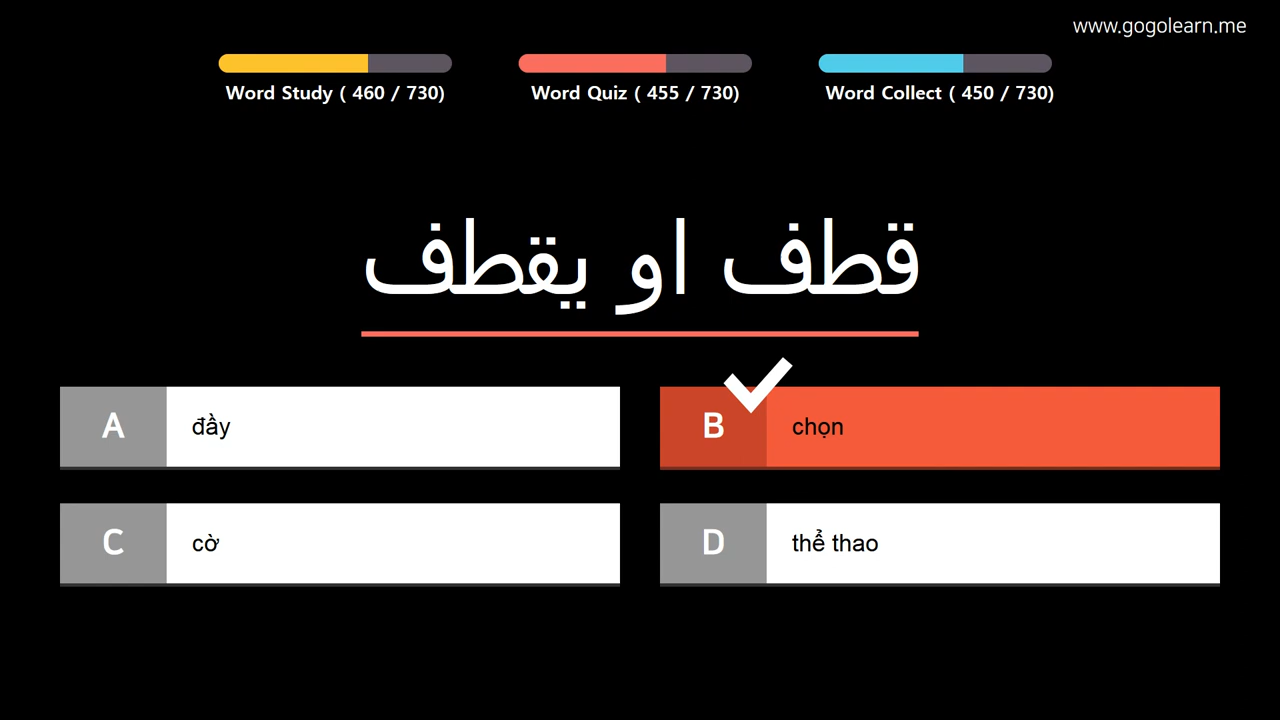 www.gogolearn.me
Word Study ( 460 / 730)
Word Quiz ( 455 / 730)
Word Collect ( 450 / 730)
قطف او يقطف
A đầy
B chọn
C cờ
D thể thao